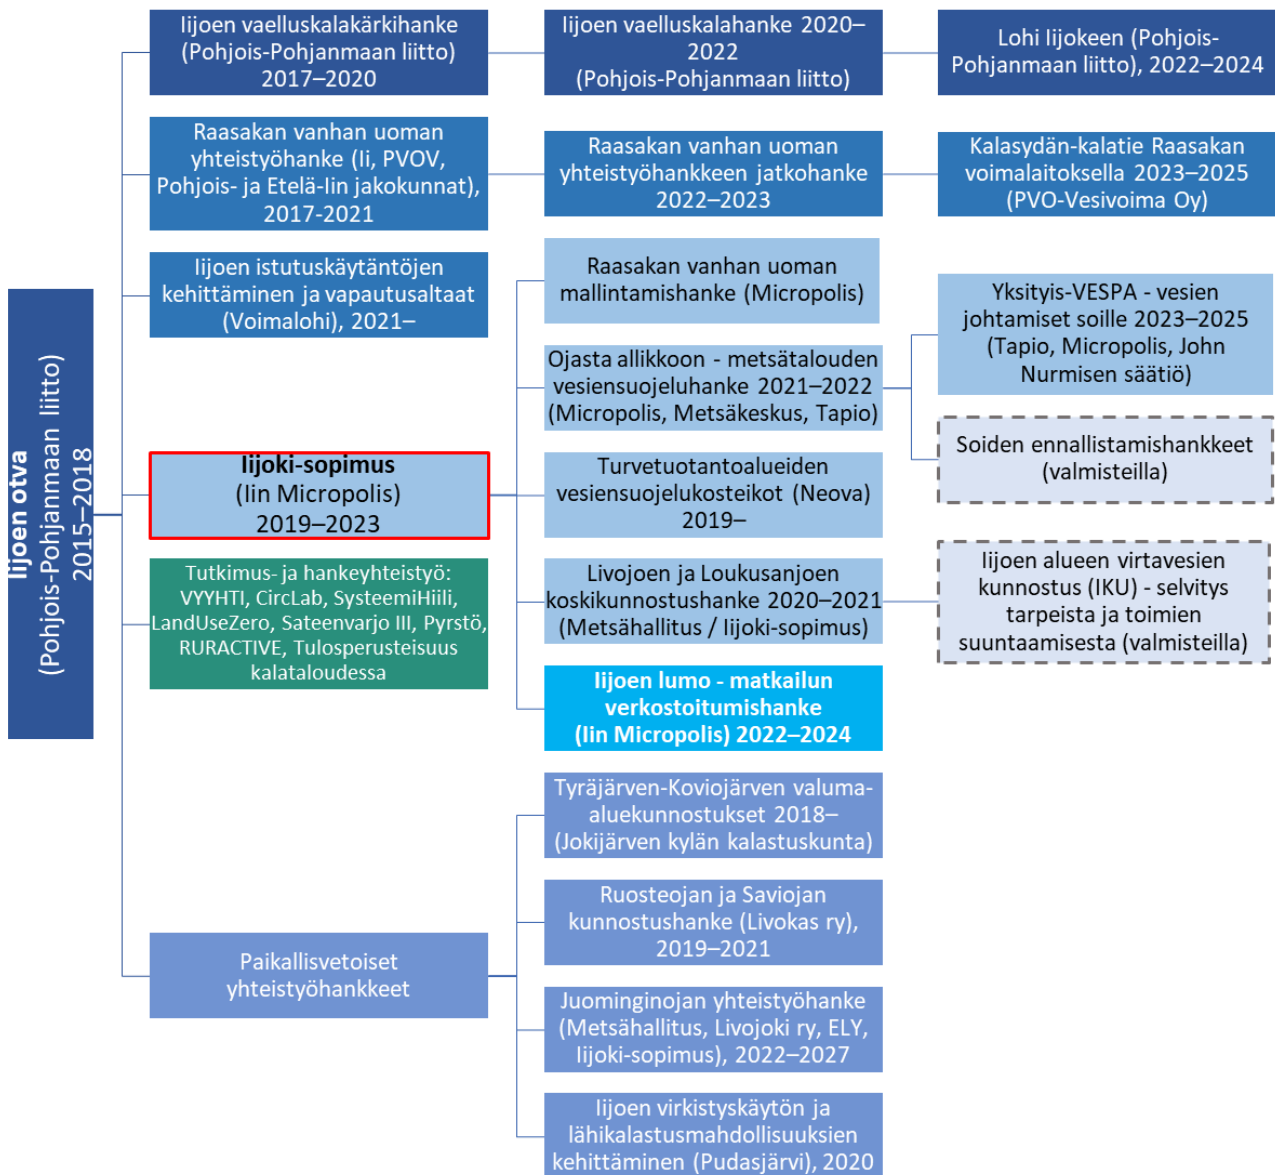 Iijoen otva
(Pohjois-Pohjanmaan liitto)
2015–2018
Iijoen vaelluskalakärkihanke
(Pohjois-Pohjanmaan liitto)
2017–2020
Iijoen vaelluskalahanke 2020–
2022
(Pohjois-Pohjanmaan liitto)
Lohi Iijokeen (Pohjois-
Pohjanmaan liitto), 2022–2024
Raasakan vanhan uoman
yhteistyöhanke (Ii, PVOV,
Pohjois- ja Etelä-Iin jakokunnat),
2017-2021
Raasakan vanhan uoman
yhteistyöhankkeen jatkohanke
2022–2023
Kalasydän-kalatie Raasakan
voimalaitoksella 2023–2025
(PVO-Vesivoima Oy)
Iijoen istutuskäytäntöjen
kehittäminen ja vapautusaltaat
(Voimalohi), 2021–
Iijoki-sopimus
(Iin Micropolis)
2019–2023
Raasakan vanhan uoman
mallintamishanke (Micropolis)
Ojasta allikkoon - metsätalouden
vesiensuojeluhanke 2021–2022
(Micropolis, Metsäkeskus, Tapio)
Yksityis-VESPA - vesien
johtamiset soille 2023–2025
(Tapio, Micropolis, John
Nurmisen säätiö)
Soiden ennallistamishankkeet
(valmisteilla)
Turvetuotantoalueiden
vesiensuojelukosteikot (Neova)
2019–
Livojoen ja Loukusanjoen
koskikunnostushanke 2020–2021
(Metsähallitus / Iijoki-sopimus)
Iijoen alueen virtavesien
kunnostus (IKU) - selvitys
tarpeista ja toimien
suuntaamisesta (valmisteilla)
Iijoen lumo - matkailun
verkostoitumishanke
(Iin Micropolis) 2022–2024
Tutkimus- ja hankeyhteistyö:
VYYHTI, CircLab, SysteemiHiili,
LandUseZero, Sateenvarjo III, Pyrstö,
RURACTIVE, Tulosperusteisuus
kalataloudessa
Paikallisvetoiset
yhteistyöhankkeet
Tyräjärven-Koviojärven valuma-
aluekunnostukset 2018–
(Jokijärven kylän kalastuskunta)
Ruosteojan ja Saviojan
kunnostushanke (Livokas ry),
2019–2021
Juominginojan yhteistyöhanke
(Metsähallitus, Livojoki ry, ELY,
Iijoki-sopimus), 2022–2027
Iijoen virkistyskäytön ja
lähikalastusmahdollisuuksien
kehittäminen (Pudasjärvi), 2020